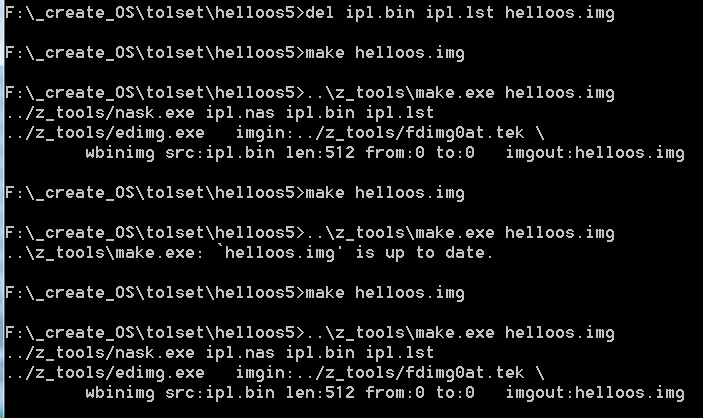 F:\_create_OS\tolset\helloos5>del ipl.bin ipl.lst helloos.img
F:\_create_OS\tolset\helloos5>make helloos.img
F:\_create_OS\tolset\helloos5>..\z_tools\make.exe helloos.img
../z_tools/nask.exe ipl.nas ipl.bin ipl.lst
../z_tools/edimg.exe   imgin:../z_tools/fdimg0at.tek \
        wbinimg src:ipl.bin len:512 from:0 to:0   imgout:helloos.img
F:\_create_OS\tolset\helloos5>make helloos.img
F:\_create_OS\tolset\helloos5>..\z_tools\make.exe helloos.img
..\z_tools\make.exe: `helloos.img' is up to date.
F:\_create_OS\tolset\helloos5>make helloos.img
F:\_create_OS\tolset\helloos5>..\z_tools\make.exe helloos.img
../z_tools/nask.exe ipl.nas ipl.bin ipl.lst
../z_tools/edimg.exe   imgin:../z_tools/fdimg0at.tek \
        wbinimg src:ipl.bin len:512 from:0 to:0   imgout:helloos.img